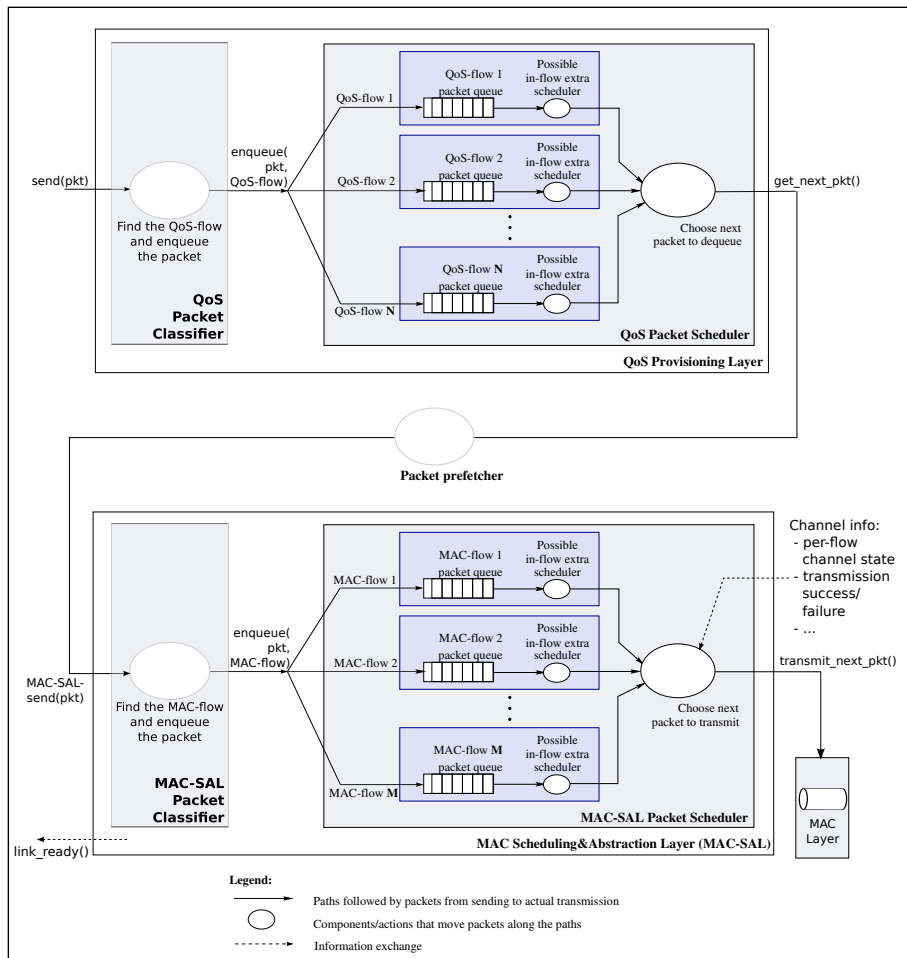 send(pkt)
Find the QoS-flow
and enqueue
the packet
QoS
Packet
Classifier
enqueue(
pkt,
QoS-flow)
QoS-flow 1
QoS-flow 1
packet queue
Possible
in-flow extra
scheduler
QoS-flow 2
QoS-flow 2
packet queue
Possible
in-flow extra
scheduler
QoS-flow N
QoS-flow N
packet queue
Possible
in-flow extra
scheduler
Choose next
packet to dequeue
get_next_pkt()
QoS Packet Scheduler
QoS Provisioning Layer
Packet prefetcher
MAC-SAL-
send(pkt)
Find the MAC-flow
and enqueue
the packet
MAC-SAL
Packet
Classifier
link_ready()
enqueue(
pkt,
MAC-flow)
MAC-flow 1
MAC-flow 1
packet queue
Possible
in-flow extra
scheduler
MAC-flow 2
MAC-flow 2
packet queue
Possible
in-flow extra
scheduler
MAC-flow M
MAC-flow M
packet queue
Possible
in-flow extra
scheduler
Choose next
packet to transmit
Channel info:
- per-flow
channel state
- transmission
success/
failure
- ...
transmit_next_pkt()
MAC
Layer
MAC-SAL Packet Scheduler
MAC Scheduling&Abstraction Layer (MAC-SAL)
Legend:
Paths followed by packets from sending to actual transmission
Components/actions that move packets along the paths
Information exchange